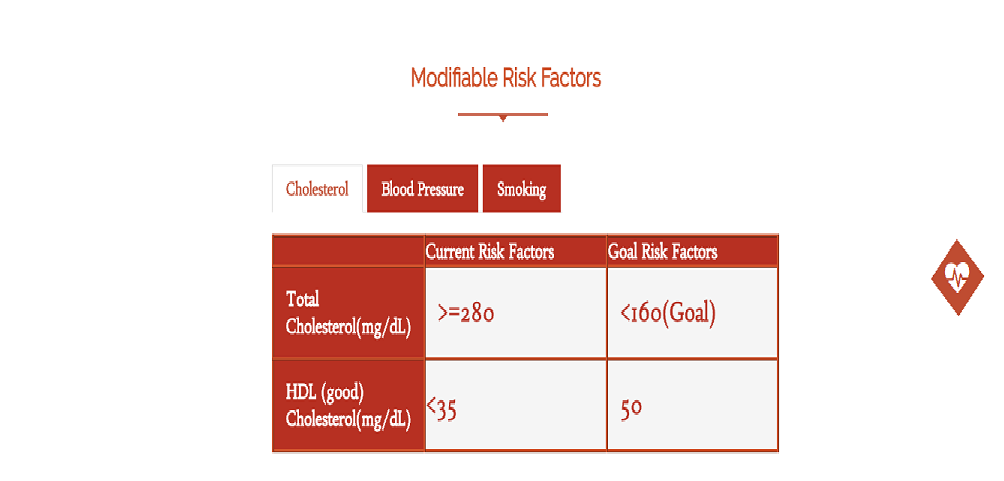 Modifiable Risk Factors
Cholesterol Blood Pressure Smoking
Current Risk Factors Goal Risk Factors
Total
Cholesterol(mg/dL) >=280 <160(Goal)
HDL (good)
Cholesterol(mg/dL) <35 50